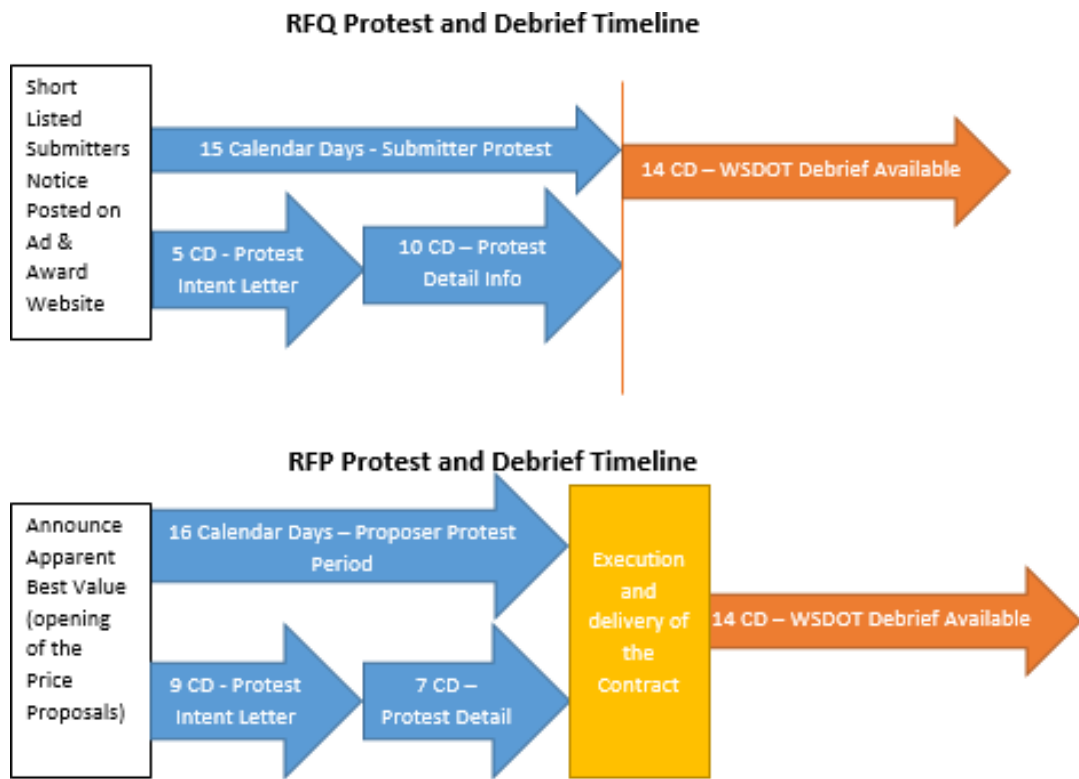 RFQ Protest and Debrief Timeline
Short
Listed
Submitters
Notice
Posted on
Ad &
Award
Website
15 Calendar Days - Submitter Protest
14 CD – WSDOT Debrief Available
5 CD - Protest
Intent Letter
10 CD – Protest
Detail Info
RFP Protest and Debrief Timeline
Announce
Apparent
Best Value
(opening
of the
Price
Proposals)
16 Calendar Days – Proposer Protest
Period
9 CD - Protest
Intent Letter
7 CD –
Protest Detail
Execution
and
delivery of
the
Contract
14 CD – WSDOT Debrief Available